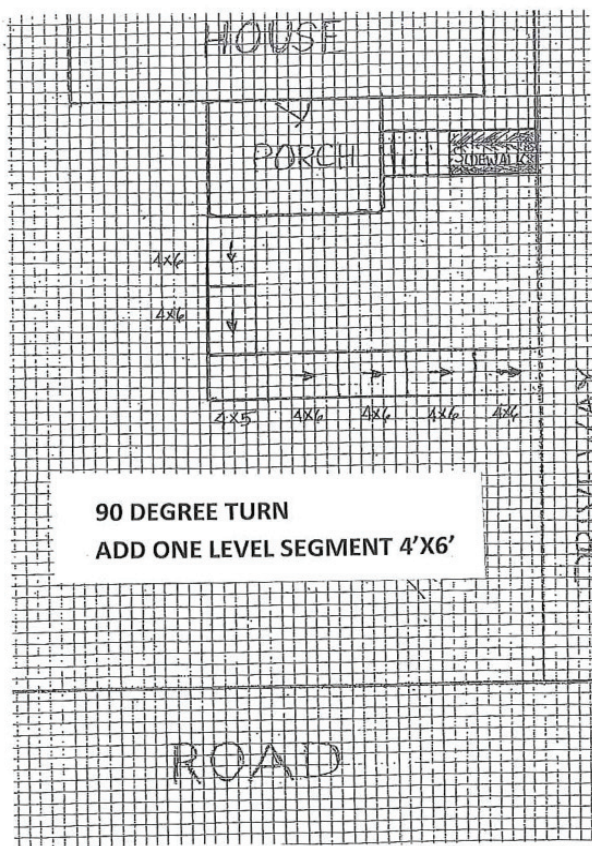 HOUSE
PORCH
SIDEWALK
4X6
4X6
4X5 4X6 4X6 4X6 4X6
90 DEGREE TURN
ADD ONE LEVEL SEGMENT 4'X6'
ROAD